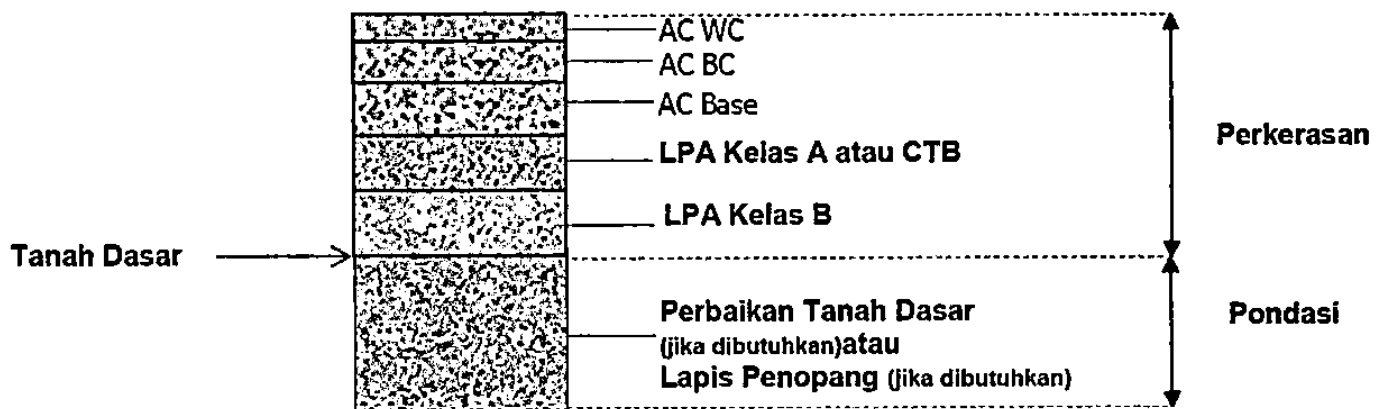 AC WC
AC BC
AC Base
Perkerasan
LPA Kelas A atau CTB
LPA Kelas B
Tanah Dasar
Perbaikan Tanah Dasar
(jika dibutuhkan)atau
Lapis Penopang (jika dibutuhkan)
Pondasi